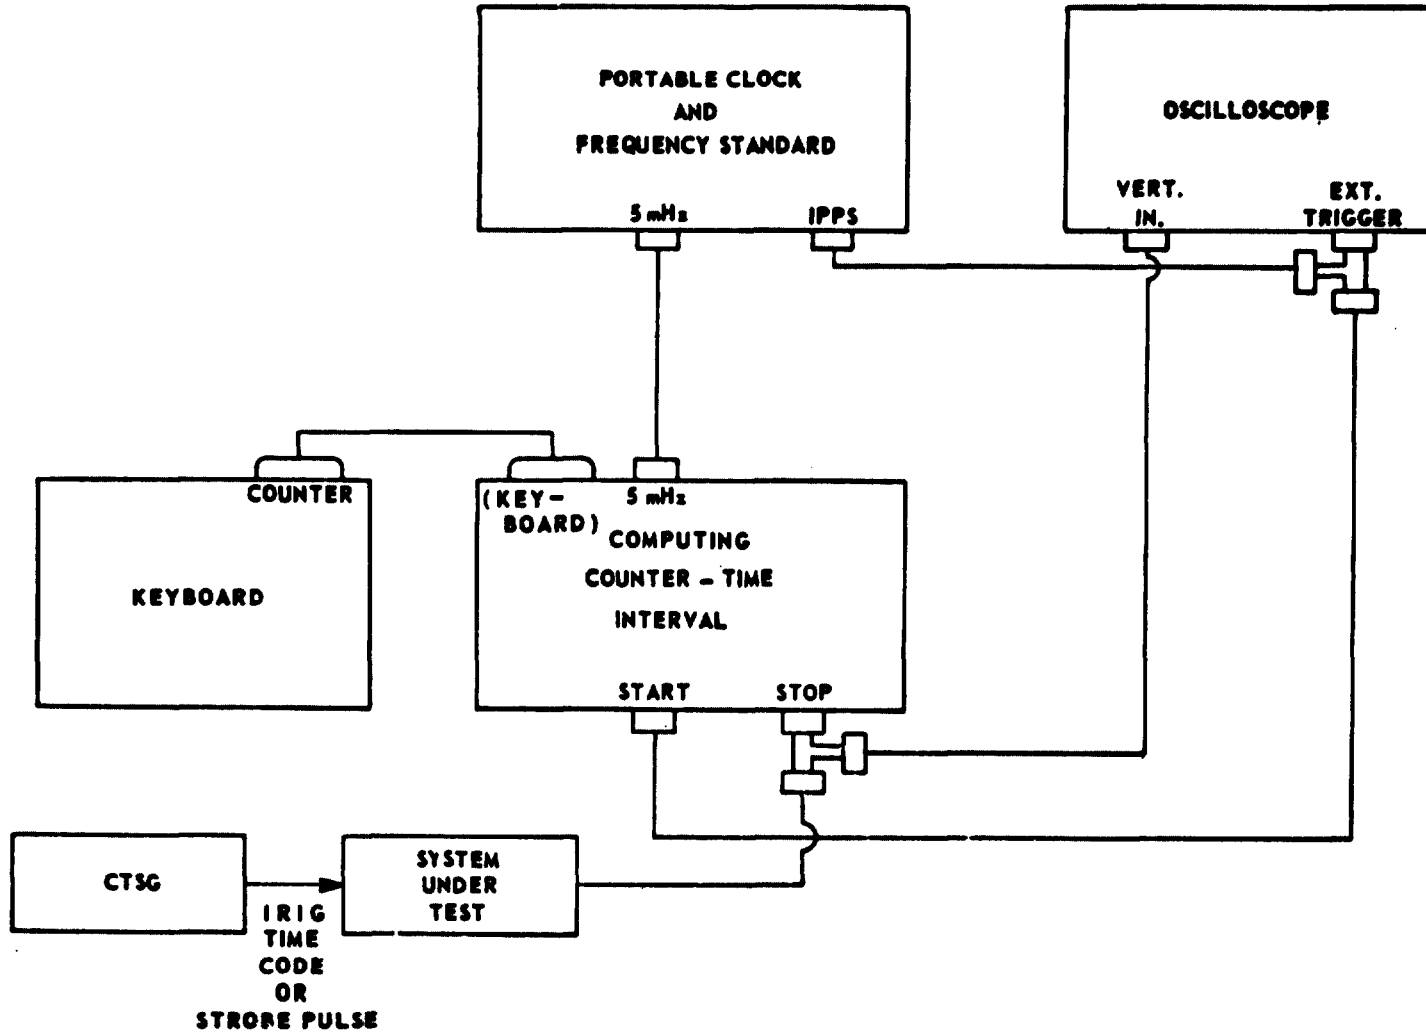 PORTABLE CLOCK
AND
FREQUENCY STANDARD
5 mHz
IPPS
OSCILLOSCOPE
VERT.
IN.
EXT.
TRIGGER
COUNTER
KEYBOARD
(KEY-
BOARD)
5 mHz
COMPUTING
COUNTER - TIME
INTERVAL
START
STOP
CTSG
IRIG
TIME
CODE
OR
STROBE PULSE
SYSTEM
UNDER
TEST